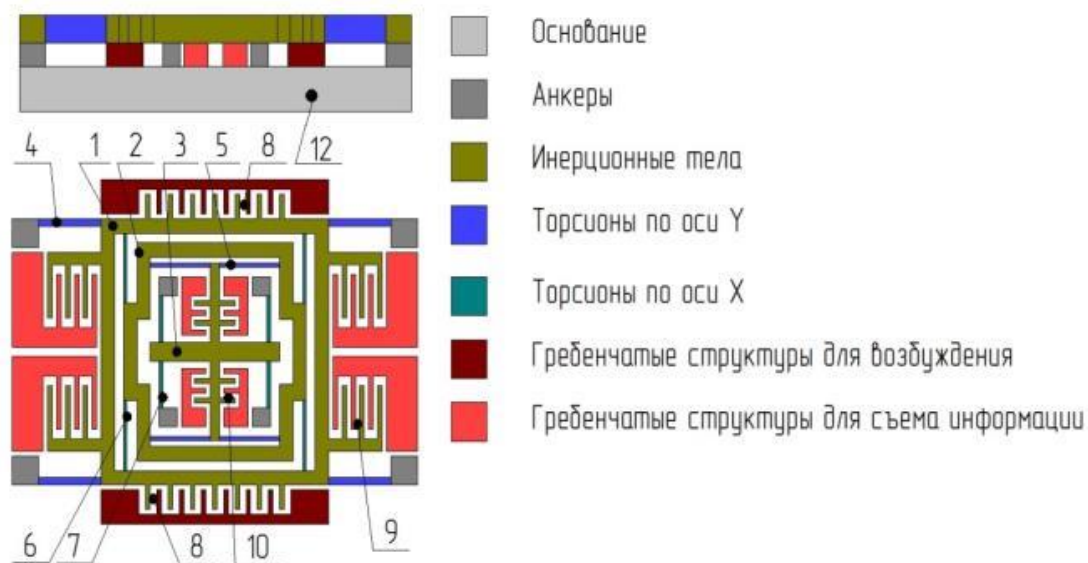 Основание
Анкеры
Инерционные тела
Торсионы по оси Y
Торсионы по оси X
Гребенчатые структуры для возбуждения
Гребенчатые структуры для съема информации
4 1 2 3 5 8 12
6 7 8 10 9